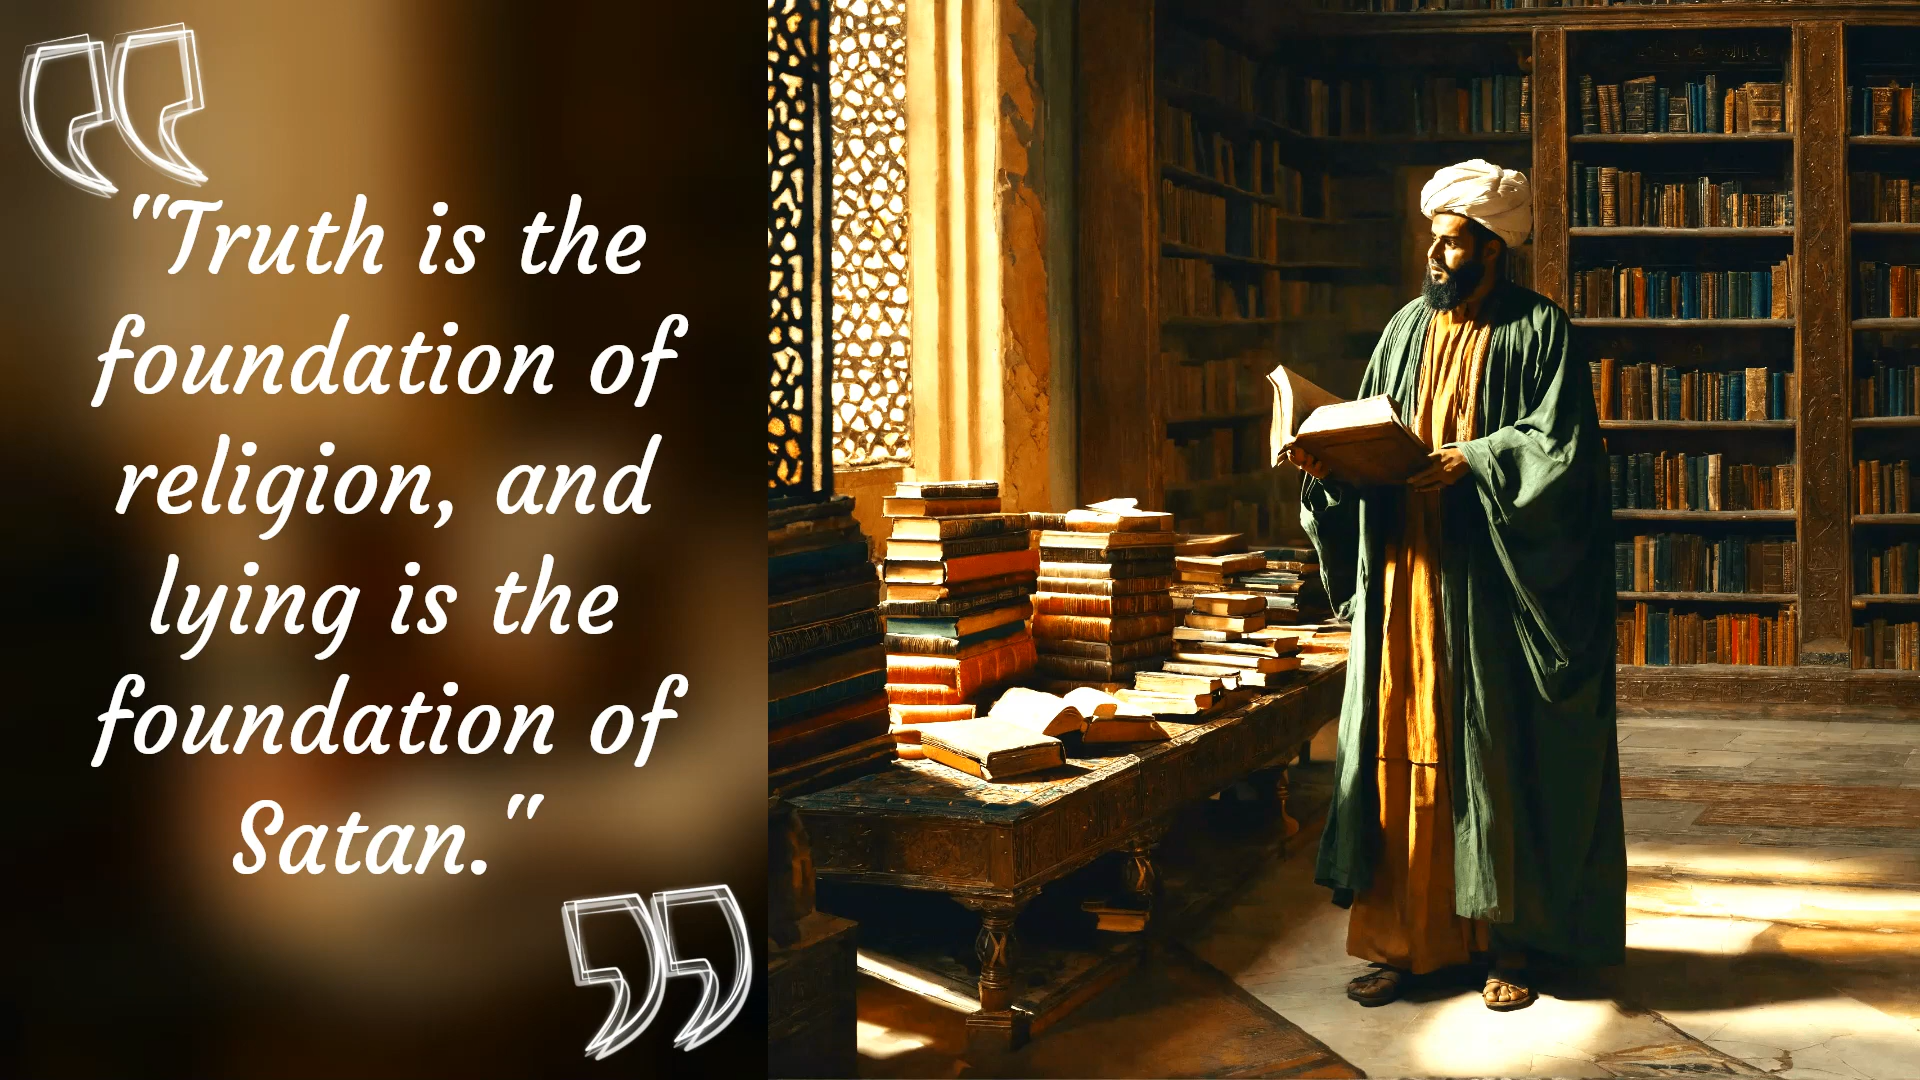 "Truth is the
foundation of
religion, and
lying is the
foundation of
Satan."